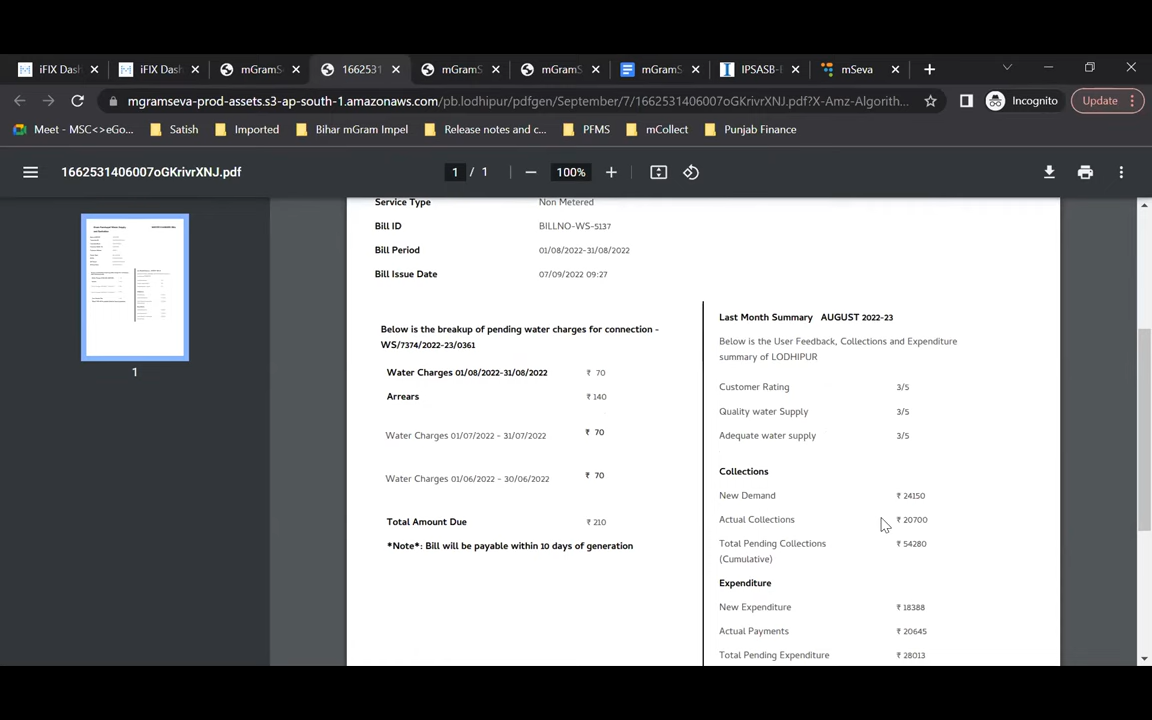 iFIX Dash
iFIX Dash
mGramS
1662531
mGramS
mGramS
mGramS
IPSASB-E
mSeva
mgramseva-prod-assets.s3-ap-south-1.amazonaws.com/pb.lodhipur/pdfgen/September/7/1662531406007oGKrivrXNJ.pdf?X-Amz-Algorith...
Incognito
Update
Meet - MSC<>eGo...
Satish
Imported
Bihar mGram Impel
Release notes and c...
PFMS
mCollect
Punjab Finance
1662531406007oGKrivrXNJ.pdf
1 / 1
100%
1
Service Type Non Metered
Bill ID BILLNO-WS-5137
Bill Period 01/08/2022-31/08/2022
Bill Issue Date 07/09/2022 09:27
Below is the breakup of pending water charges for connection -
WS/7374/2022-23/0361
Water Charges 01/08/2022-31/08/2022 ₹ 70
Arrears ₹ 140
Water Charges 01/07/2022 - 31/07/2022 ₹ 70
Water Charges 01/06/2022 - 30/06/2022 ₹ 70
Total Amount Due ₹ 210
*Note*: Bill will be payable within 10 days of generation
Last Month Summary AUGUST 2022-23
Below is the User Feedback, Collections and Expenditure
summary of LODHIPUR
Customer Rating 3/5
Quality water Supply 3/5
Adequate water supply 3/5
Collections
New Demand ₹ 24150
Actual Collections ₹ 20700
Total Pending Collections ₹ 54280
(Cumulative)
Expenditure
New Expenditure ₹ 18388
Actual Payments ₹ 20645
Total Pending Expenditure ₹ 28013